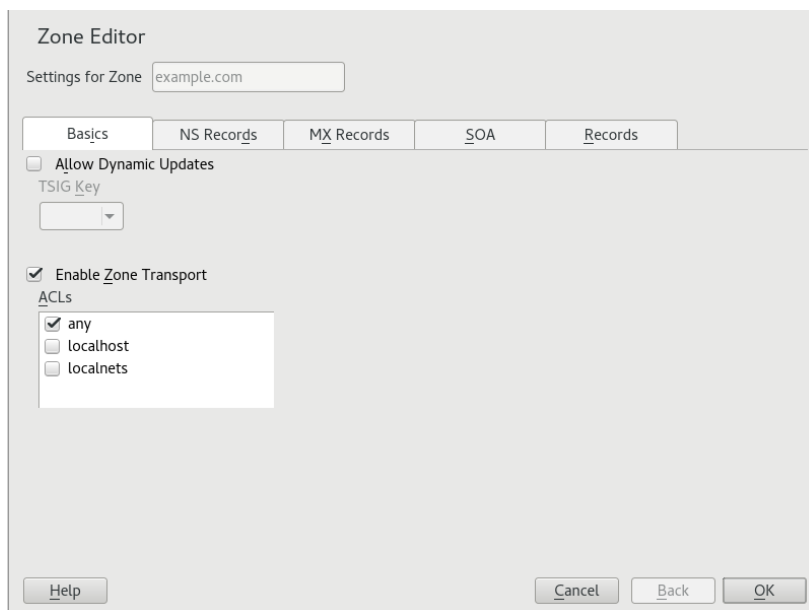 Zone Editor
Settings for Zone example.com
Basics NS Records MX Records SOA Records
Allow Dynamic Updates
TSIG Key
Enable Zone Transport
ACLs
any
localhost
localnets
Help Cancel Back OK